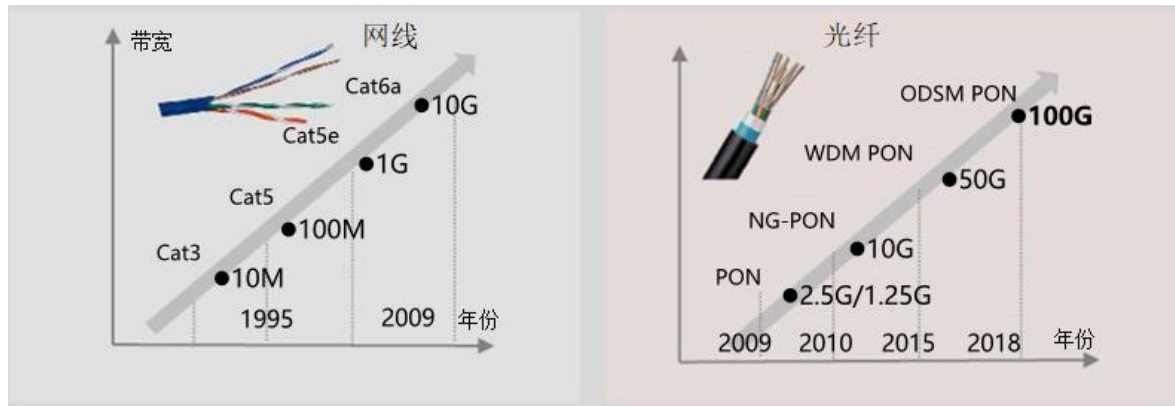 网线
带宽
Cat6a
10G
Cat5e
1G
Cat5
100M
Cat3
10M
1995
2009
年份
光纤
ODSM PON
100G
WDM PON
50G
NG-PON
10G
PON
2.5G/1.25G
2009
2010
2015
2018
年份